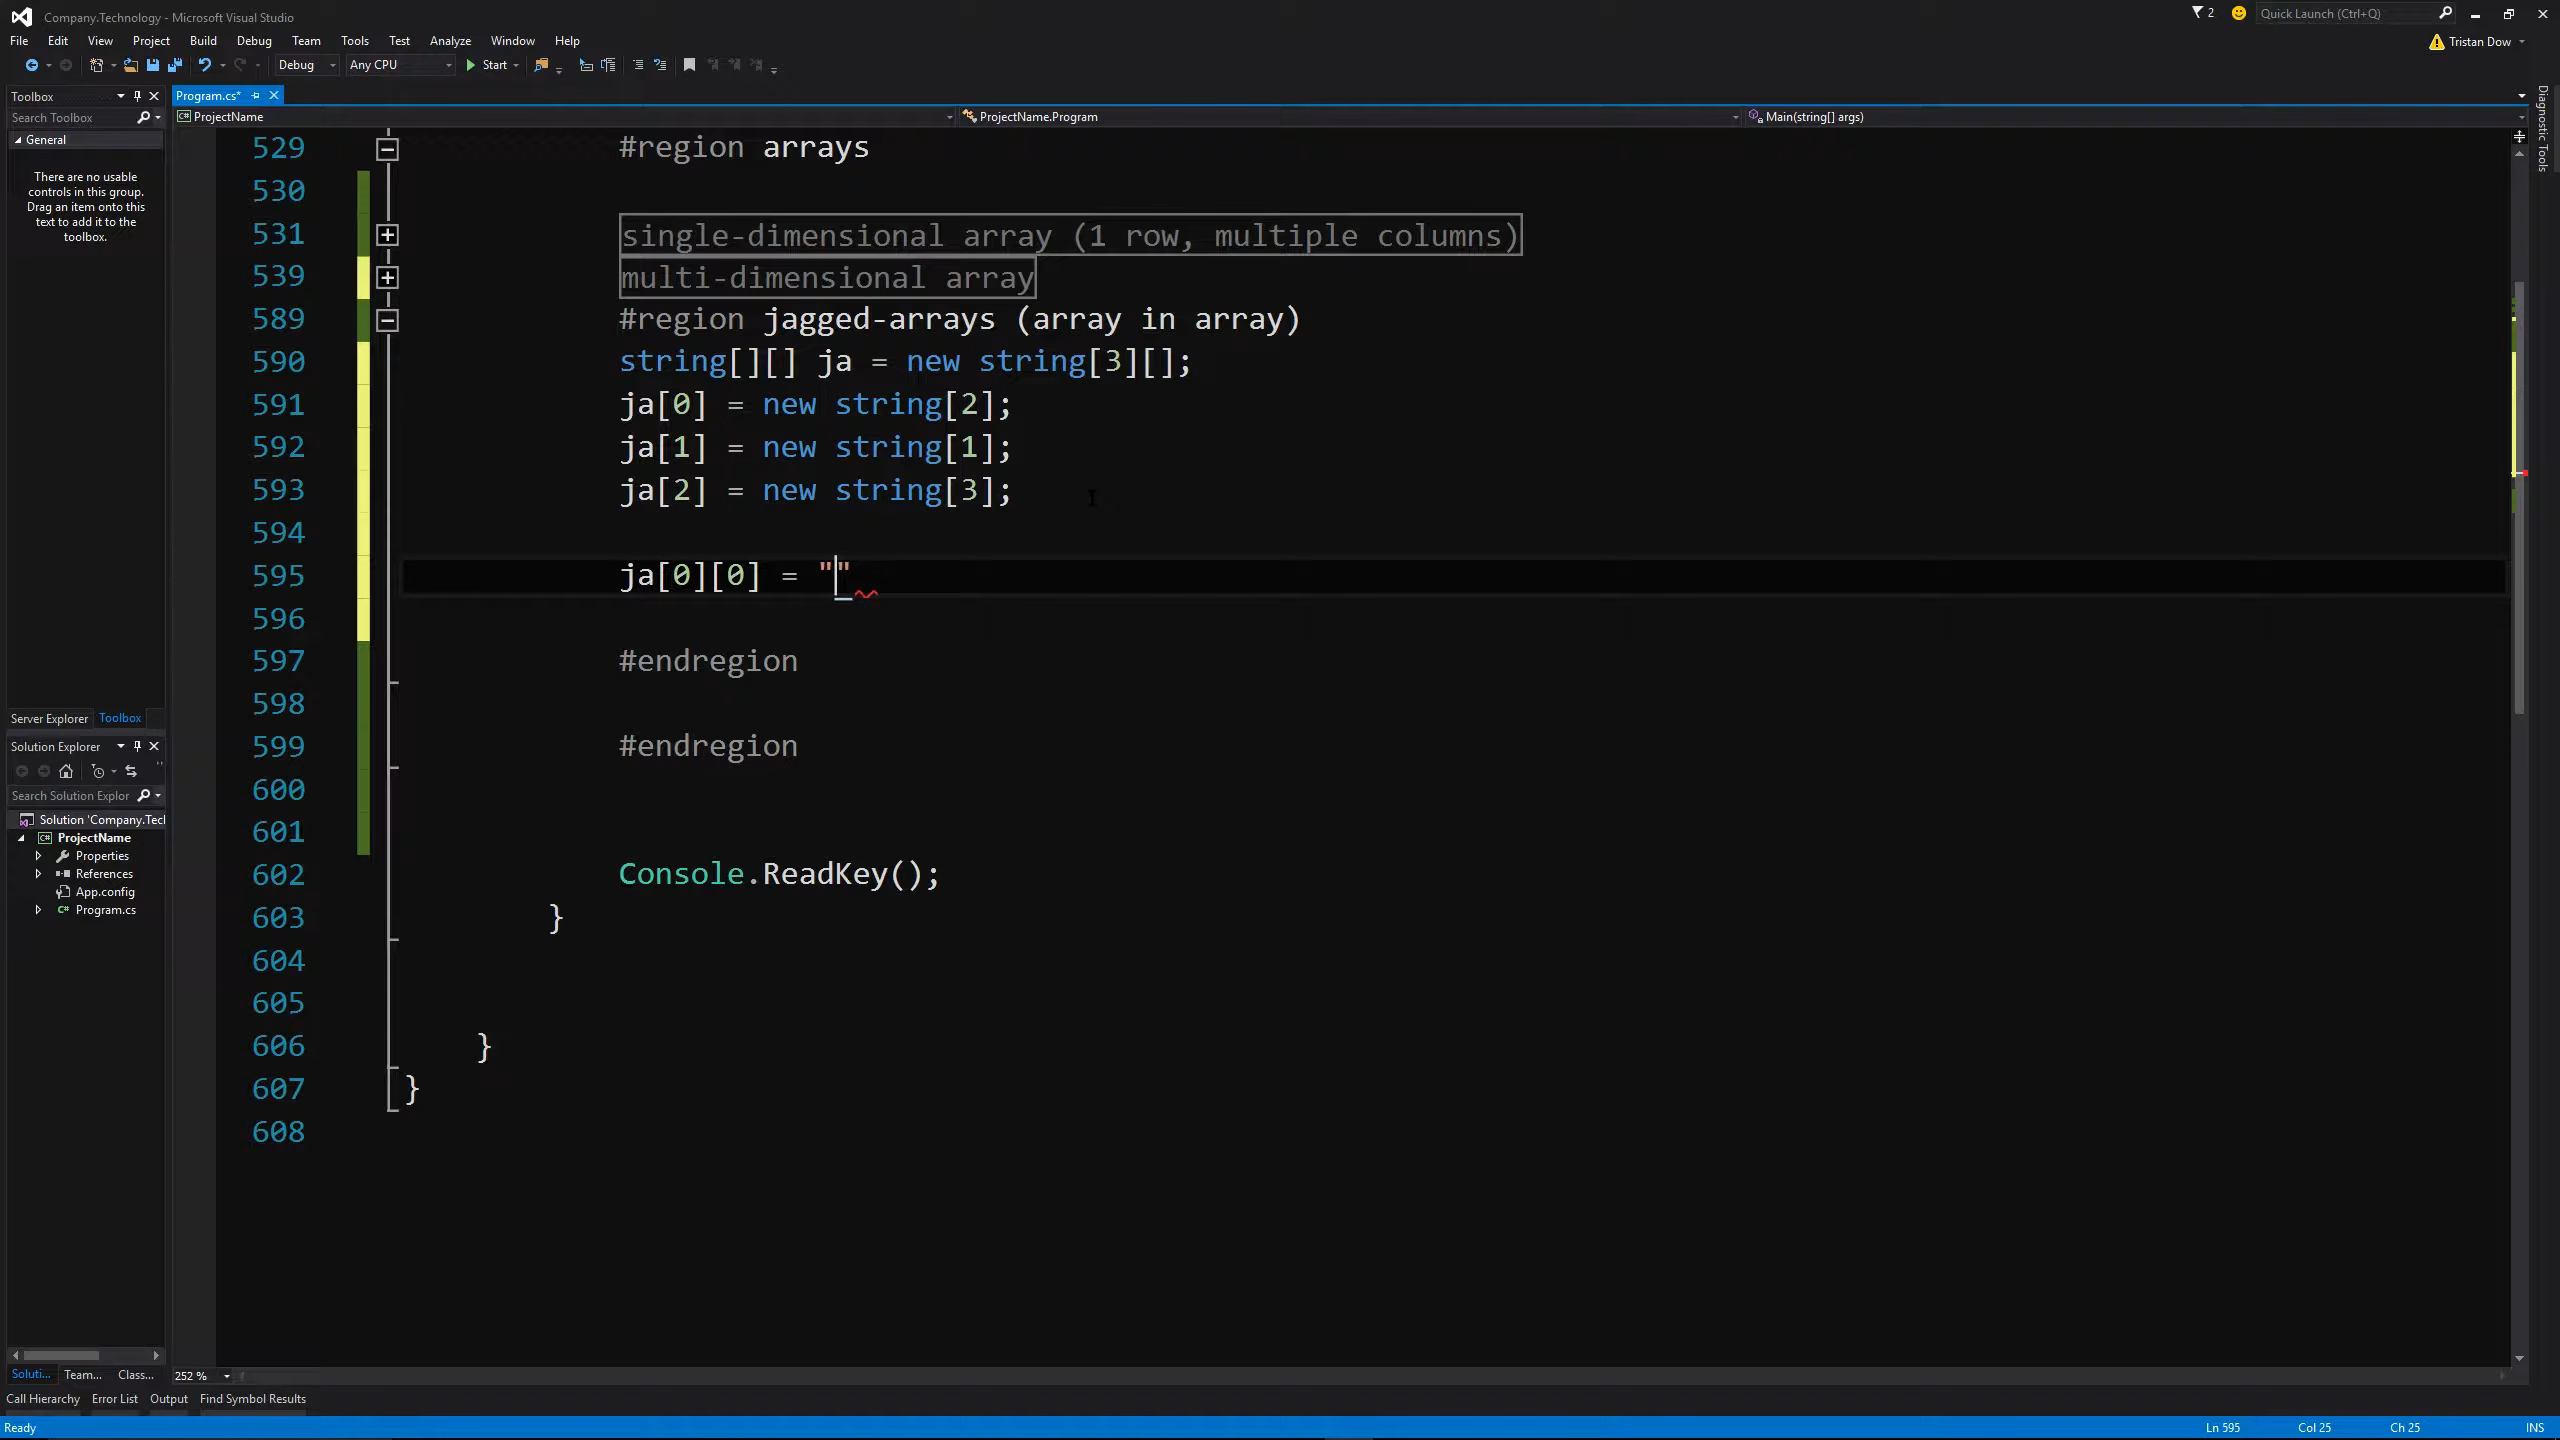 Company.Technology - Microsoft Visual Studio
2
Quick Launch (Ctrl+Q)
File Edit View Project Build Debug Team Tools Test Analyze Window Help
Tristan Dow
Debug Any CPU Start
Toolbox
Program.cs*
Search Toolbox
ProjectName ProjectName.Program Main(string[] args)
General
There are no usable
controls in this group.
Drag an item onto this
text to add it to the
toolbox.
Diagnostic Tools
529 #region arrays
530
531 single-dimensional array (1 row, multiple columns)
539 multi-dimensional array
589 #region jagged-arrays (array in array)
590 string[][] ja = new string[3][];
591 ja[0] = new string[2];
592 ja[1] = new string[1];
593 ja[2] = new string[3];
594
595 ja[0][0] = ""
596
597 #endregion
598
599 #endregion
600
601
602 Console.ReadKey();
603 }
604
605
606 }
607 }
608
Server Explorer Toolbox
Solution Explorer
Search Solution Explor
Solution 'Company.Tecl
C# ProjectName
Properties
References
App.config
C# Program.cs
Soluti... Team... Class...
252 %
Call Hierarchy Error List Output Find Symbol Results
Ready Ln 595 Col 25 Ch 25 INS